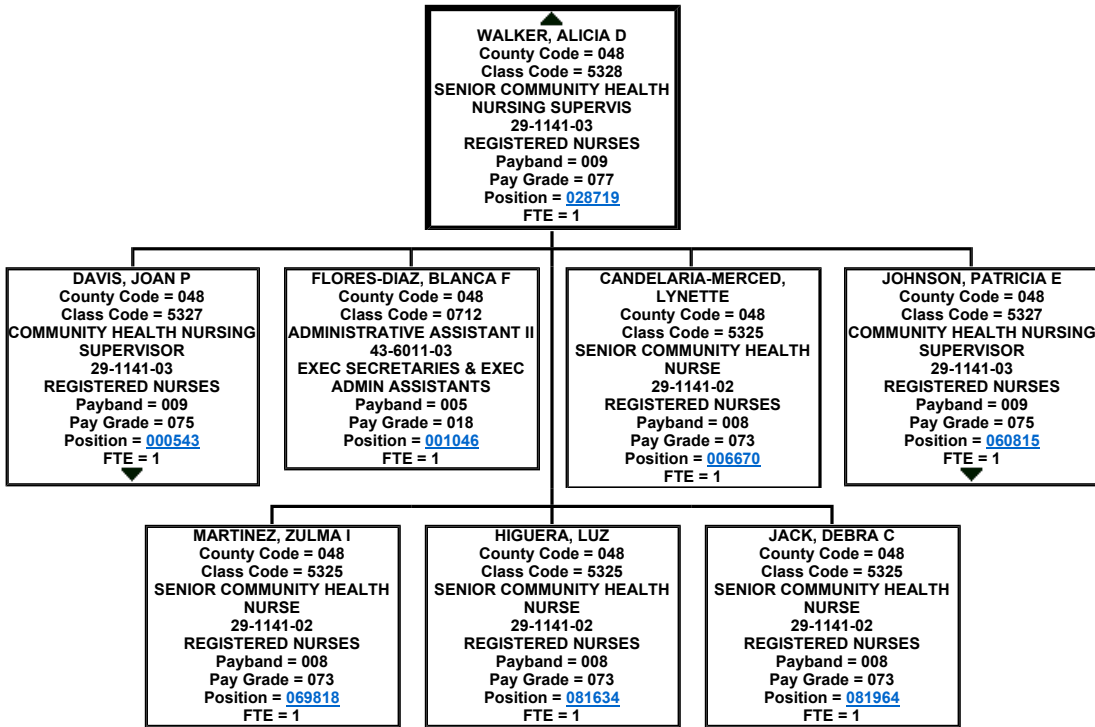 WALKER, ALICIA D
County Code = 048
Class Code = 5328
SENIOR COMMUNITY HEALTH
NURSING SUPERVIS
29-1141-03
REGISTERED NURSES
Payband = 009
Pay Grade = 077
Position = 028719
FTE = 1
DAVIS, JOAN P
County Code = 048
Class Code = 5327
COMMUNITY HEALTH NURSING
SUPERVISOR
29-1141-03
REGISTERED NURSES
Payband = 009
Pay Grade = 075
Position = 000543
FTE = 1
FLORES-DIAZ, BLANCA F
County Code = 048
Class Code = 0712
ADMINISTRATIVE ASSISTANT II
43-6011-03
EXEC SECRETARIES & EXEC
ADMIN ASSISTANTS
Payband = 005
Pay Grade = 018
Position = 001046
FTE = 1
CANDELARIA-MERCED,
LYNETTE
County Code = 048
Class Code = 5325
SENIOR COMMUNITY HEALTH
NURSE
29-1141-02
REGISTERED NURSES
Payband = 008
Pay Grade = 073
Position = 006670
FTE = 1
JOHNSON, PATRICIA E
County Code = 048
Class Code = 5327
COMMUNITY HEALTH NURSING
SUPERVISOR
29-1141-03
REGISTERED NURSES
Payband = 009
Pay Grade = 075
Position = 060815
FTE = 1
MARTINEZ, ZULMA I
County Code = 048
Class Code = 5325
SENIOR COMMUNITY HEALTH
NURSE
29-1141-02
REGISTERED NURSES
Payband = 008
Pay Grade = 073
Position = 069818
FTE = 1
HIGUERA, LUZ
County Code = 048
Class Code = 5325
SENIOR COMMUNITY HEALTH
NURSE
29-1141-02
REGISTERED NURSES
Payband = 008
Pay Grade = 073
Position = 081634
FTE = 1
JACK, DEBRA C
County Code = 048
Class Code = 5325
SENIOR COMMUNITY HEALTH
NURSE
29-1141-02
REGISTERED NURSES
Payband = 008
Pay Grade = 073
Position = 081964
FTE = 1